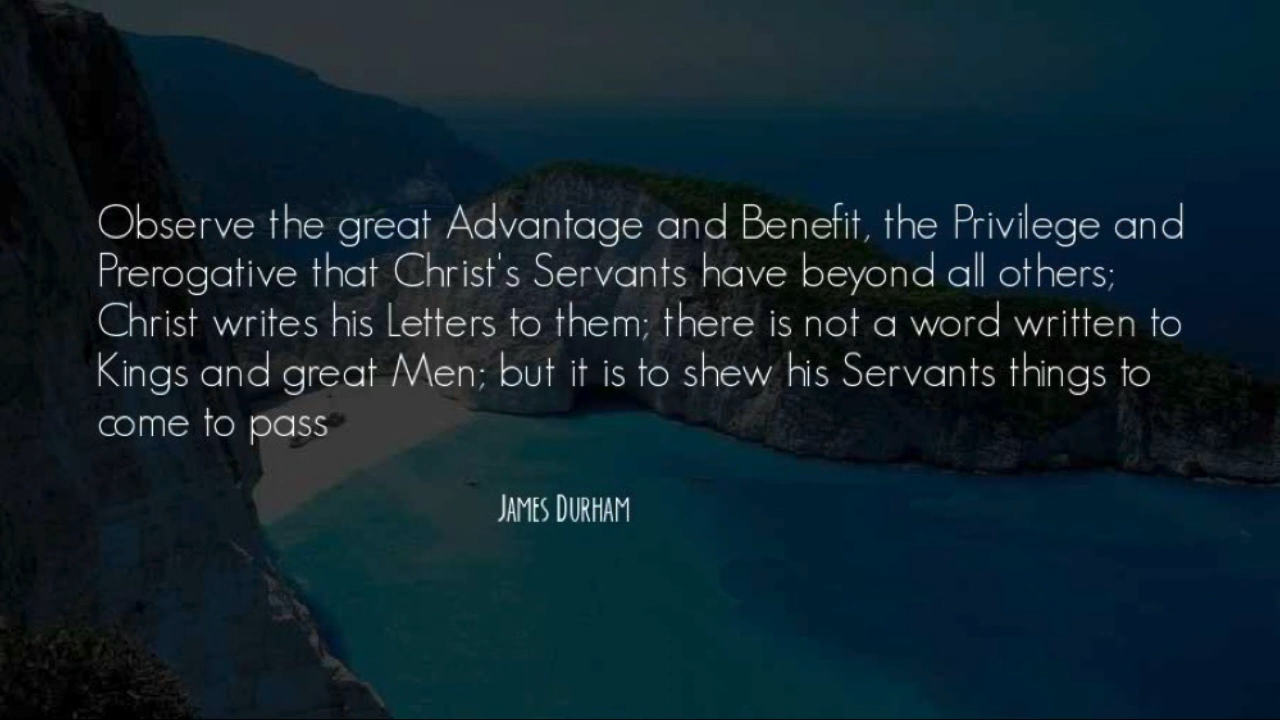 Observe the great Advantage and Benefit, the Privilege and
Prerogative that Christ's Servants have beyond all others;
Christ writes his Letters to them; there is not a word written to
Kings and great Men; but it is to shew his Servants things to
come to pass
James Durham